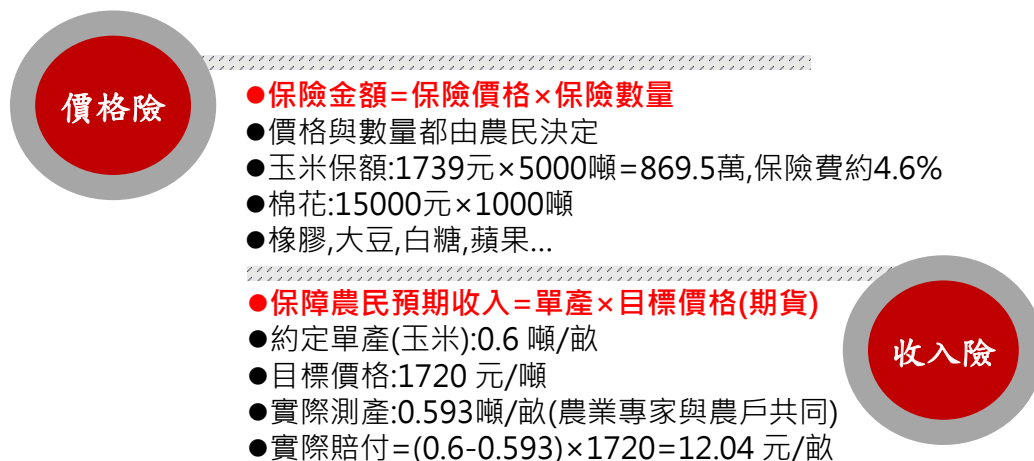 價格險
●保險金額=保險價格×保險數量
●價格與數量都由農民決定
●玉米保額:1739元×5000噸=869.5萬,保險費約4.6%
●棉花:15000元×1000噸
●橡膠,大豆,白糖,蘋果…
●保障農民預期收入=單產×目標價格(期貨)
●約定單產(玉米):0.6 噸/畝
●目標價格:1720 元/噸
收入險
●實際測產:0.593噸/畝(農業專家與農戶共同)
●實際賠付=(0.6-0.593)×1720=12.04 元/畝